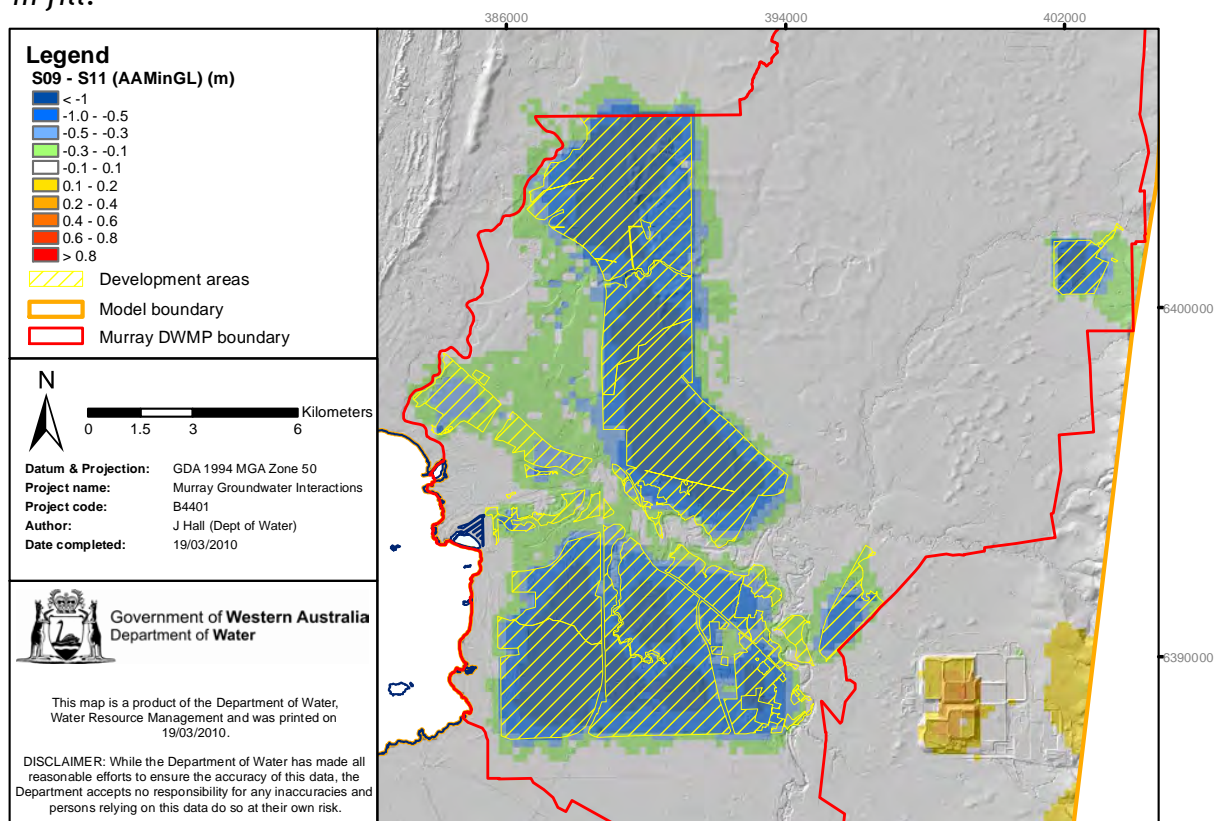 in fill.
386000
394000
402000
Legend
S09 - S11 (AAMinGL) (m)
< -1
-1.0 - -0.5
-0.5 - -0.3
-0.3 - -0.1
-0.1 - 0.1
0.1 - 0.2
0.2 - 0.4
0.4 - 0.6
0.6 - 0.8
> 0.8
Development areas
Model boundary
Murray DWMP boundary
6400000
N
Kilometers
0 1.5 3 6
Datum & Projection: GDA 1994 MGA Zone 50
Project name: Murray Groundwater Interactions
Project code: B4401
Author: J Hall (Dept of Water)
Date completed: 19/03/2010
Government of Western Australia
Department of Water
6390000
This map is a product of the Department of Water,
Water Resource Management and was printed on
19/03/2010.
DISCLAIMER: While the Department of Water has made all
reasonable efforts to ensure the accuracy of this data, the
Department accepts no responsibility for any inaccuracies and
persons relying on this data do so at their own risk.